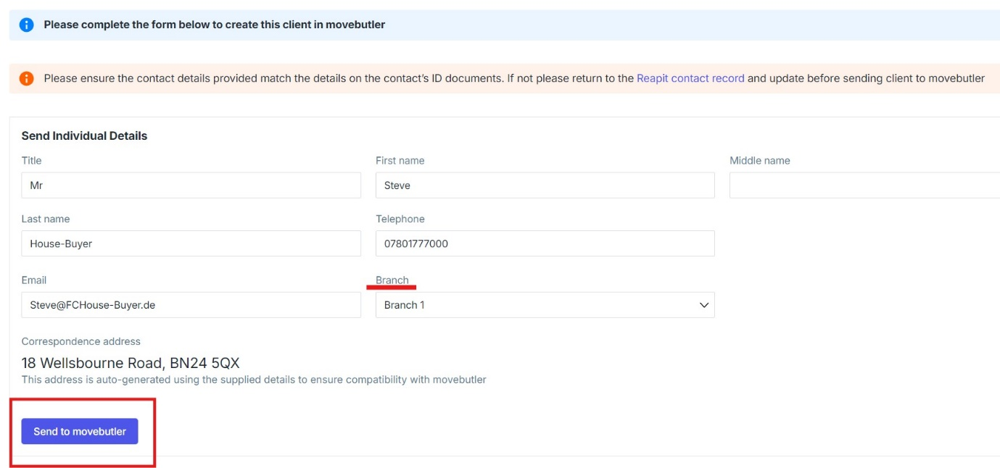 Please complete the form below to create this client in movebutler
Please ensure the contact details provided match the details on the contact's ID documents. If not please return to the Reapit contact record and update before sending client to movebutler
Send Individual Details
Title
First name
Middle name
Mr
Steve
Last name
Telephone
House-Buyer
07801777000
Email
Branch
Steve@FCHouse-Buyer.de
Branch 1
Correspondence address
18 Wellsbourne Road, BN24 5QX
This address is auto-generated using the supplied details to ensure compatibility with movebutler
Send to movebutler